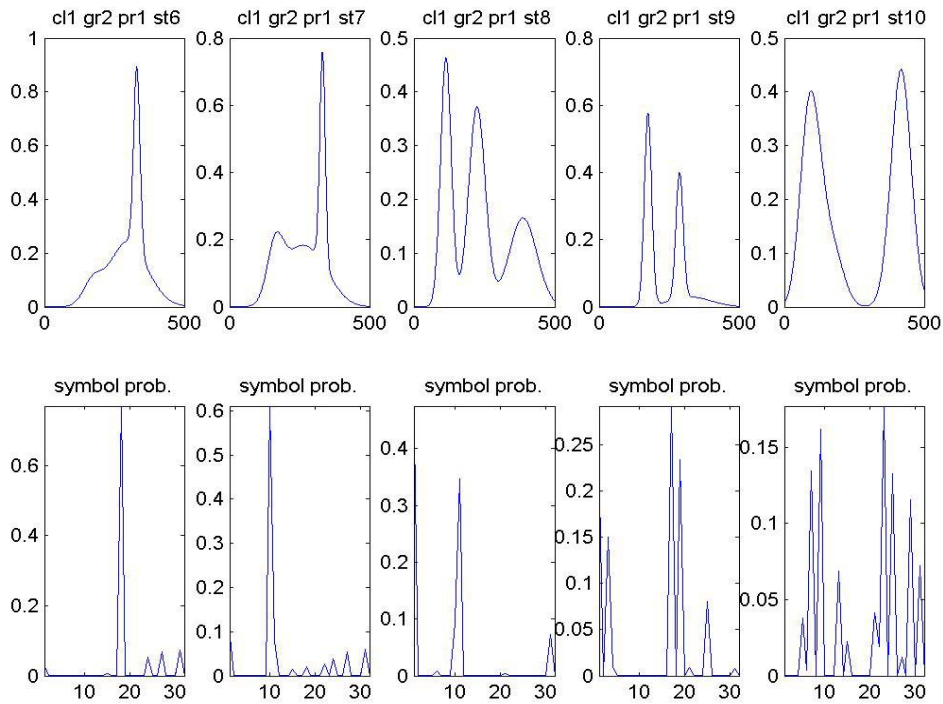 cl1 gr2 pr1 st6 cl1 gr2 pr1 st7 cl1 gr2 pr1 st8 cl1 gr2 pr1 st9 cl1 gr2 pr1 st10
1 0.8 0.5 0.8 0.5
0.8 0.6 0.4 0.6 0.4
0.6 0.4 0.3 0.4 0.3
0.4 0.2 0.2 0.2 0.2
0.2 0.1 0.1
0 0 0 0 0
0 500 0 500 0 500 0 500 0 500
symbol prob. symbol prob. symbol prob. symbol prob. symbol prob.
0.6 0.6 0.4 0.25 0.15
0.4 0.5 0.3 0.2 0.1
0.2 0.4 0.2 0.15 0.05
0 0.3 0.1 0.1
0.2 0 0.05
0.1 0
0
10 20 30 10 20 30 10 20 30 10 20 30 10 20 30